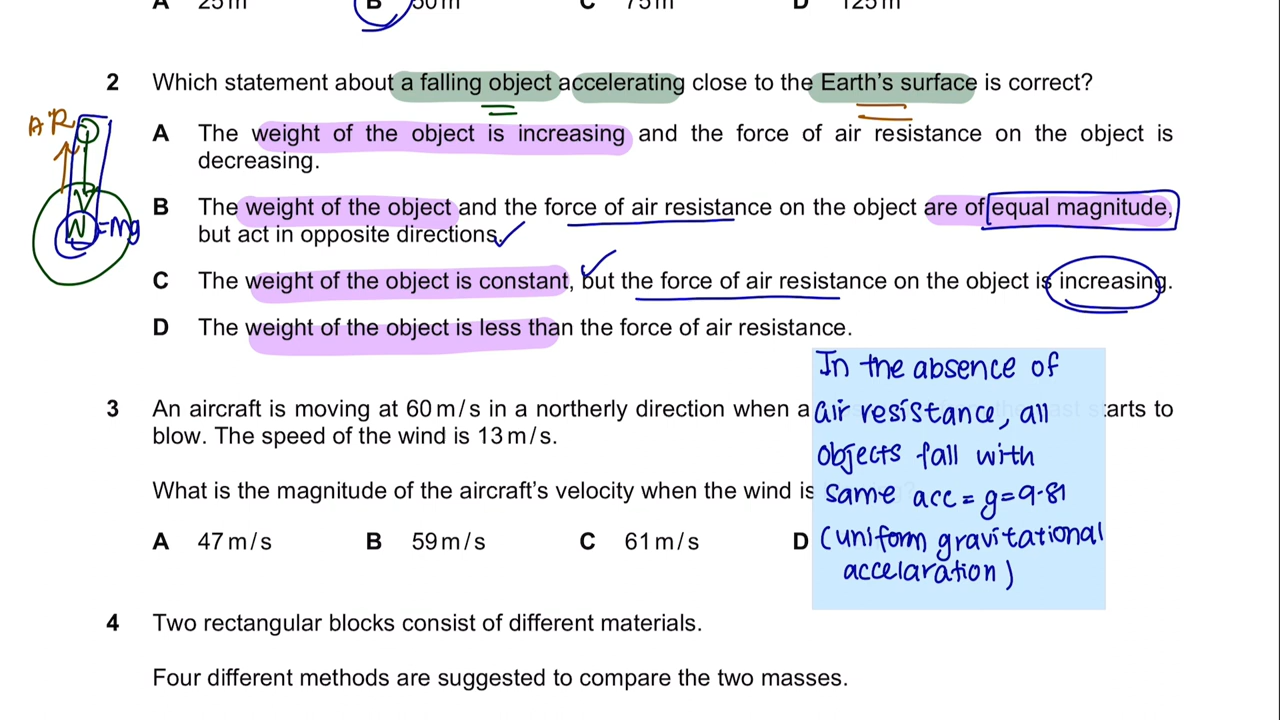 A 25 m B 50 m C 75 m D 125 m
2 Which statement about a falling object accelerating close to the Earth's surface is correct?
AR
A The weight of the object is increasing and the force of air resistance on the object is
decreasing.
B The weight of the object and the force of air resistance on the object are of equal magnitude,
but act in opposite directions.
W = mg
C The weight of the object is constant, but the force of air resistance on the object is increasing.
D The weight of the object is less than the force of air resistance.
In the absence of
air resistance, all
objects fall with
same acc = g = 9.81
(uniform gravitational
accelaration)
3 An aircraft is moving at 60 m / s in a northerly direction when a starts to
blow. The speed of the wind is 13 m / s.
What is the magnitude of the aircraft's velocity when the wind is
A 47 m / s B 59 m / s C 61 m / s D
4 Two rectangular blocks consist of different materials.
Four different methods are suggested to compare the two masses.